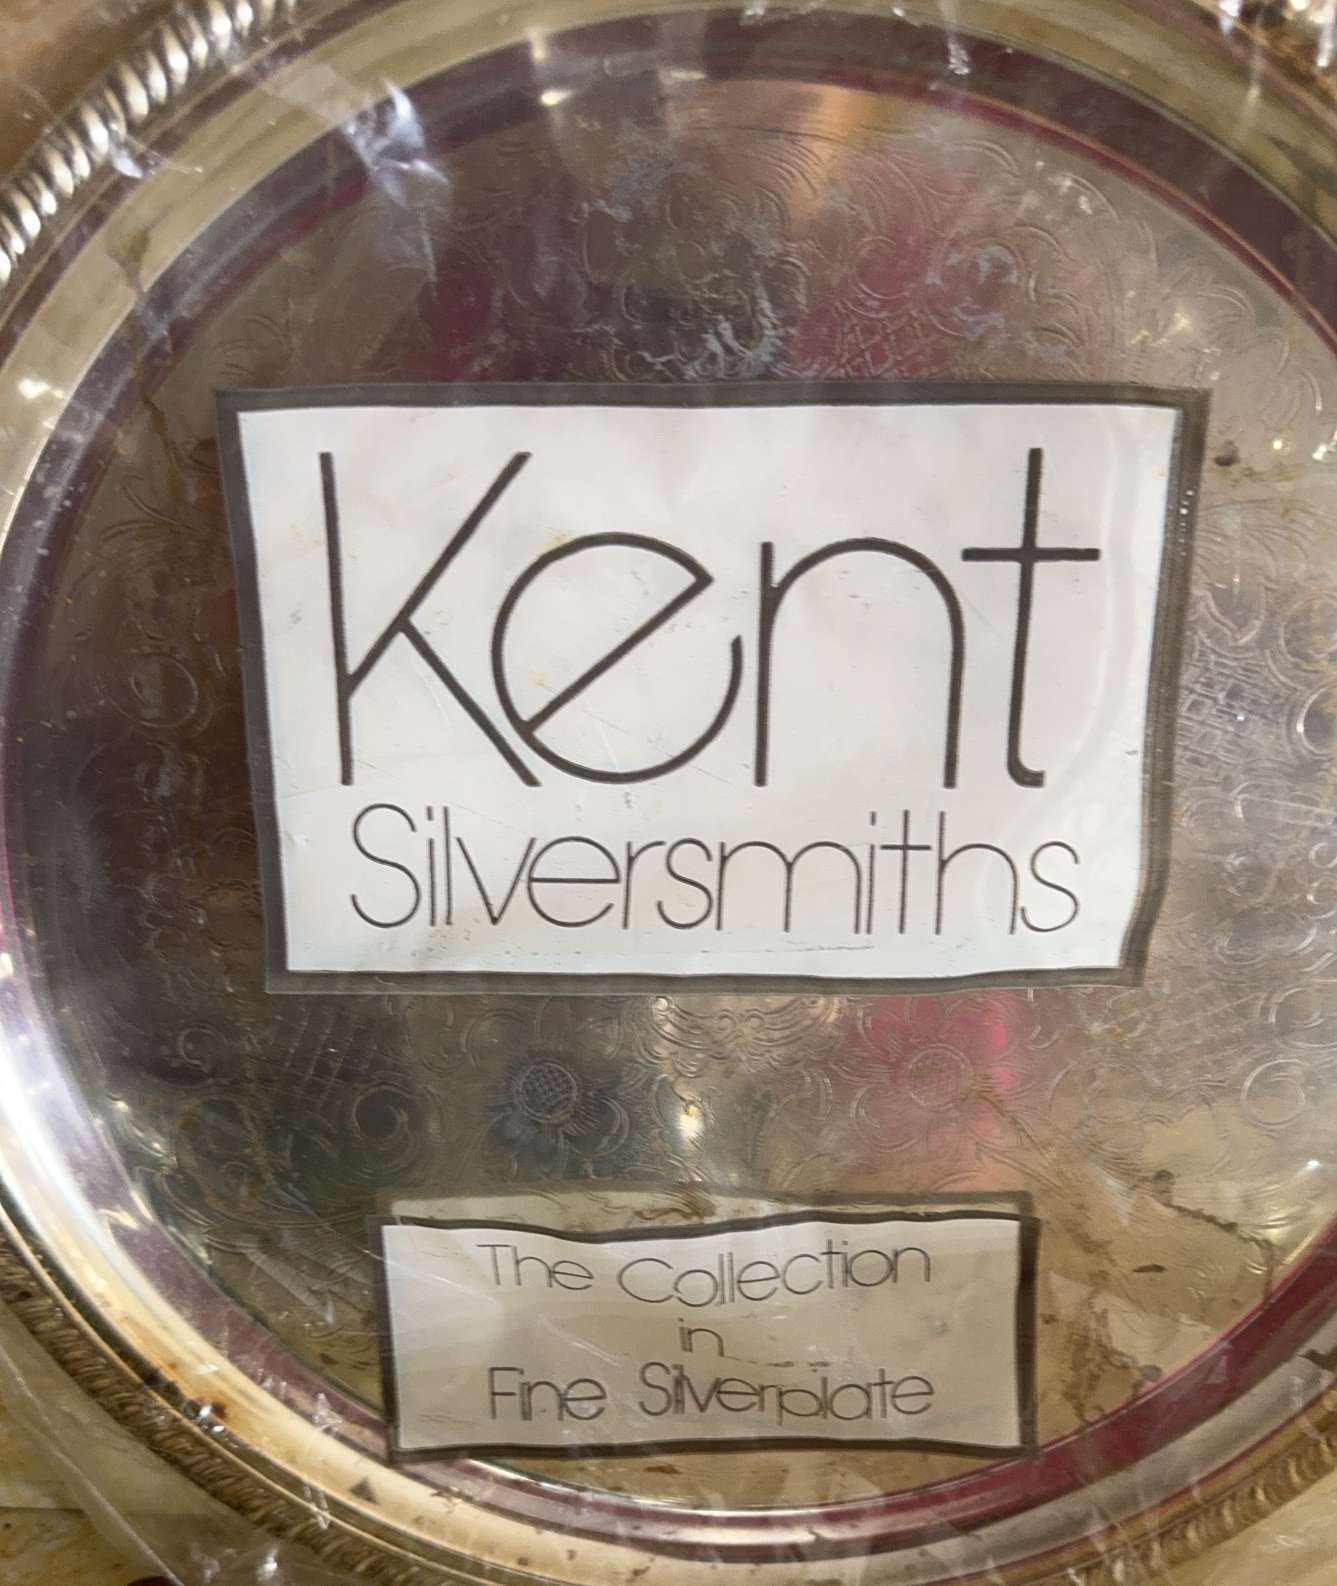 Kent
Silversmiths
The Collection
in
Fine Silverplate